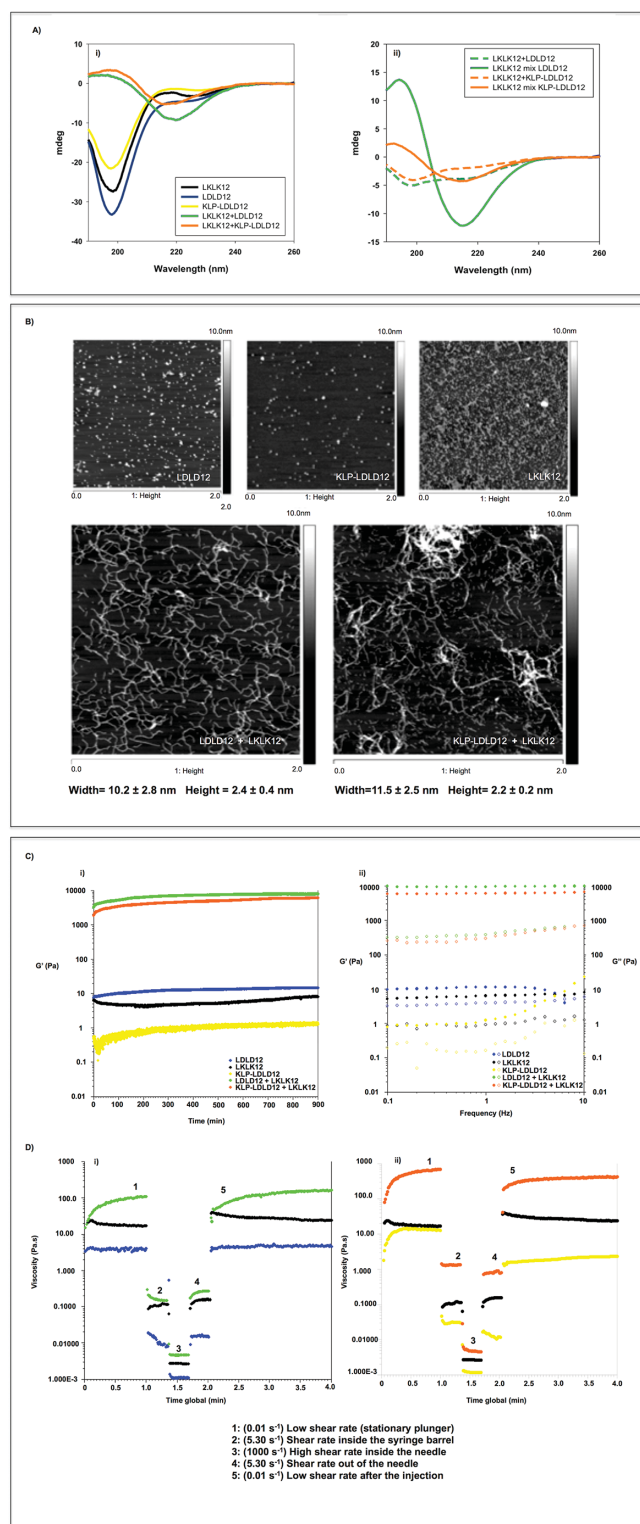 A)
i)
mdeg
10
0
-10
-20
-30
-40
LKLK12
LDLD12
KLP-LDLD12
LKLK12+LDLD12
LKLK12+KLP-LDLD12
200 220 240 260
Wavelength (nm)
ii)
mdeg
20
15
10
5
0
-5
-10
-15
LKLK12+LDLD12
LKLK12 mix LDLD12
LKLK12+KLP-LDLD12
LKLK12 mix KLP-LDLD12
200 220 240 260
Wavelength (nm)
B)
10.0nm
LDLD12
2.0
0.0 1: Height 2.0
10.0nm
KLP-LDLD12
2.0
0.0 1: Height 2.0
10.0nm
LKLK12
2.0
0.0 1: Height 2.0
10.0nm
LDLD12 + LKLK12
0.0 1: Height 2.0
Width= 10.2 ± 2.8 nm Height = 2.4 ± 0.4 nm
10.0nm
KLP-LDLD12 + LKLK12
0.0 1: Height 2.0
Width=11.5 ± 2.5 nm Height = 2.2 ± 0.2 nm
C)
i)
G' (Pa)
10000
1000
100
10
1
0.1
0.01
LDLD12
LKLK12
KLP-LDLD12
LDLD12 + LKLK12
KLP-LDLD12 + LKLK12
0 100 200 300 400 500 600 700 800 900
Time (min)
ii)
G' (Pa)
10000
1000
100
10
1
0.1
0.01
G'' (Pa)
10000
1000
100
10
1
0.1
LDLD12
LKLK12
KLP-LDLD12
LDLD12 + LKLK12
KLP-LDLD12 + LKLK12
0.1 1 10
Frequency (Hz)
D)
i)
Viscosity (Pa.s)
1000
100.0
10.00
1.000
0.1000
0.01000
1.000E-3
1
2
3
4
5
0 0.5 1.0 1.5 2.0 2.5 3.0 3.5 4.0
Time global (min)
ii)
Viscosity (Pa.s)
1000
100.0
10.00
1.000
0.1000
0.01000
1.000E-3
1
2
3
4
5
0 0.5 1.0 1.5 2.0 2.5 3.0 3.5 4.0
Time global (min)
1: (0.01 s⁻¹) Low shear rate (stationary plunger)
2: (5.30 s⁻¹) Shear rate inside the syringe barrel
3: (1000 s⁻¹) High shear rate inside the needle
4: (5.30 s⁻¹) Shear rate out of the needle
5: (0.01 s⁻¹) Low shear rate after the injection